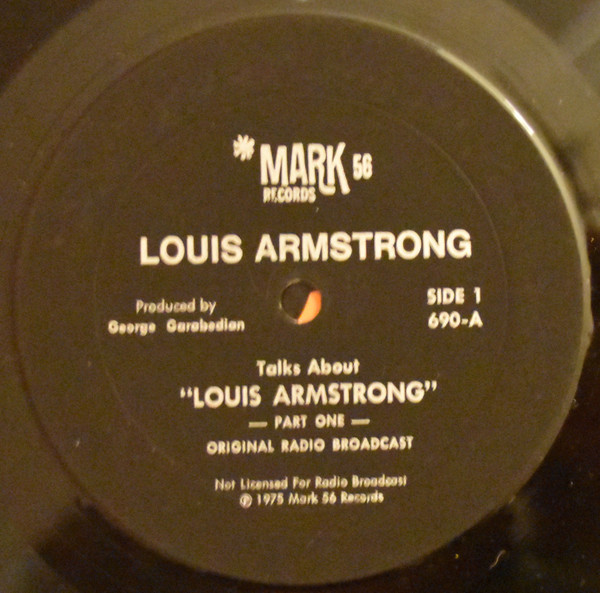 MARK 56
RECORDS
LOUIS ARMSTRONG
Produced by
George Garabedian
SIDE 1
690-A
Talks About
“LOUIS ARMSTRONG”
— PART ONE —
ORIGINAL RADIO BROADCAST
Not Licensed For Radio Broadcast
℗ 1975 Mark 56 Records